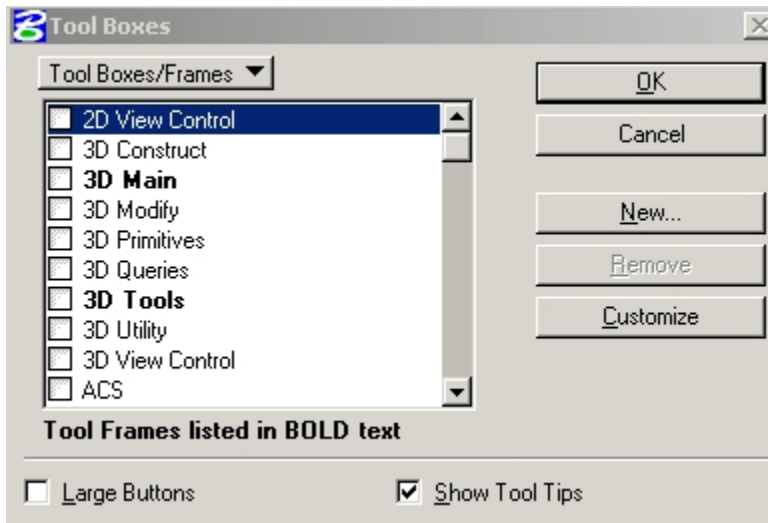 Tool Boxes
Tool Boxes/Frames
2D View Control
3D Construct
3D Main
3D Modify
3D Primitives
3D Queries
3D Tools
3D Utility
3D View Control
ACS
Tool Frames listed in BOLD text
OK
Cancel
New...
Remove
Customize
Large Buttons
Show Tool Tips